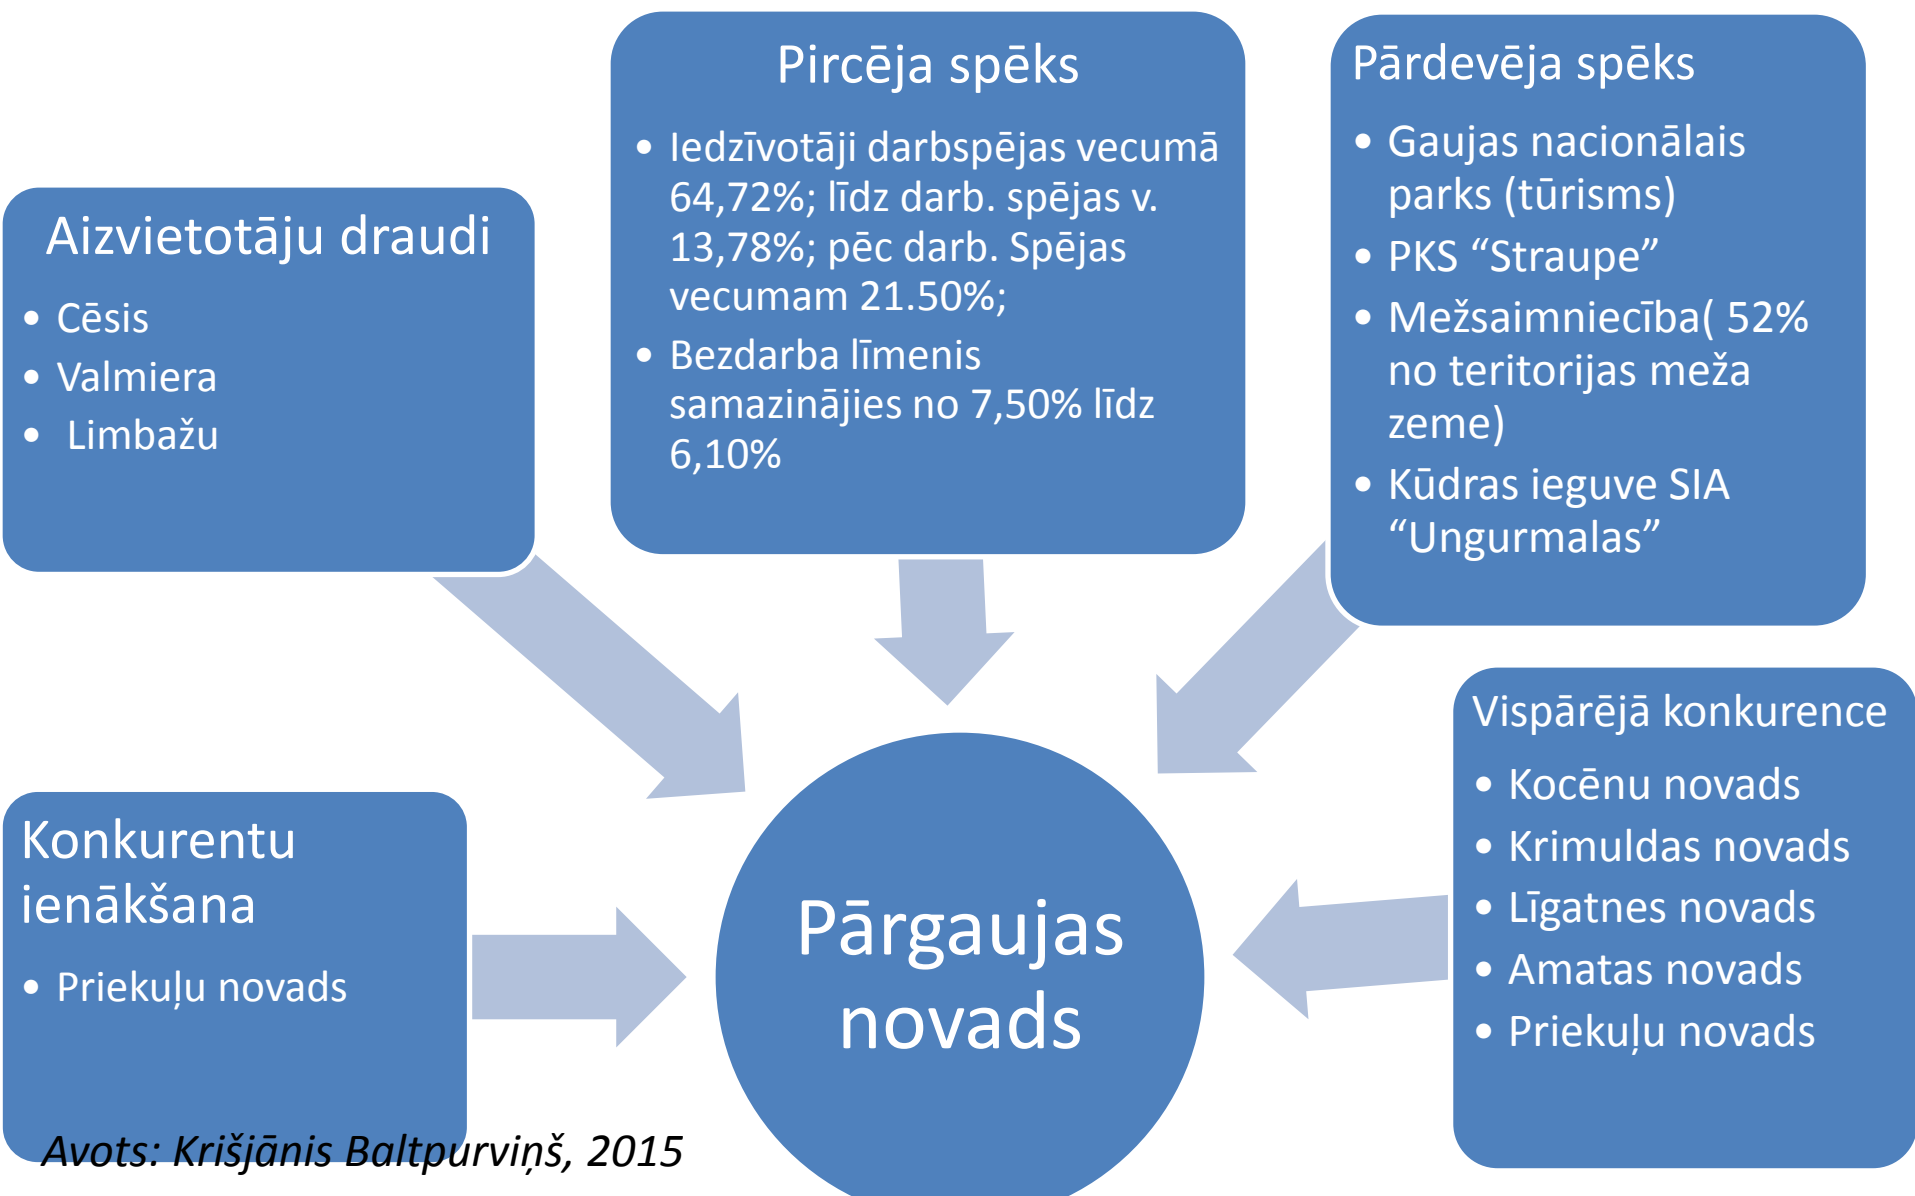 Aizvietotāju draudi
• Cēsis
• Valmiera
• Limbažu
Pircēja spēks
• Iedzīvotāji darbspējas vecumā
64,72%; līdz darb. spējas v.
13,78%; pēc darb. Spējas
vecumam 21.50%;
• Bezdarba līmenis
samazinājies no 7,50% līdz
6,10%
Pārdevēja spēks
• Gaujas nacionālais
parks (tūrisms)
• PKS “Straupe”
• Mežsaimniecība( 52%
no teritorijas meža
zeme)
• Kūdras ieguve SIA
“Ungurmalas”
Konkurentu
ienākšana
• Priekuļu novads
Pārgaujas
novads
Vispārējā konkurence
• Kocēnu novads
• Krimuldas novads
• Līgatnes novads
• Amatas novads
• Priekuļu novads
Avots: Krišjānis Baltpurviņš, 2015